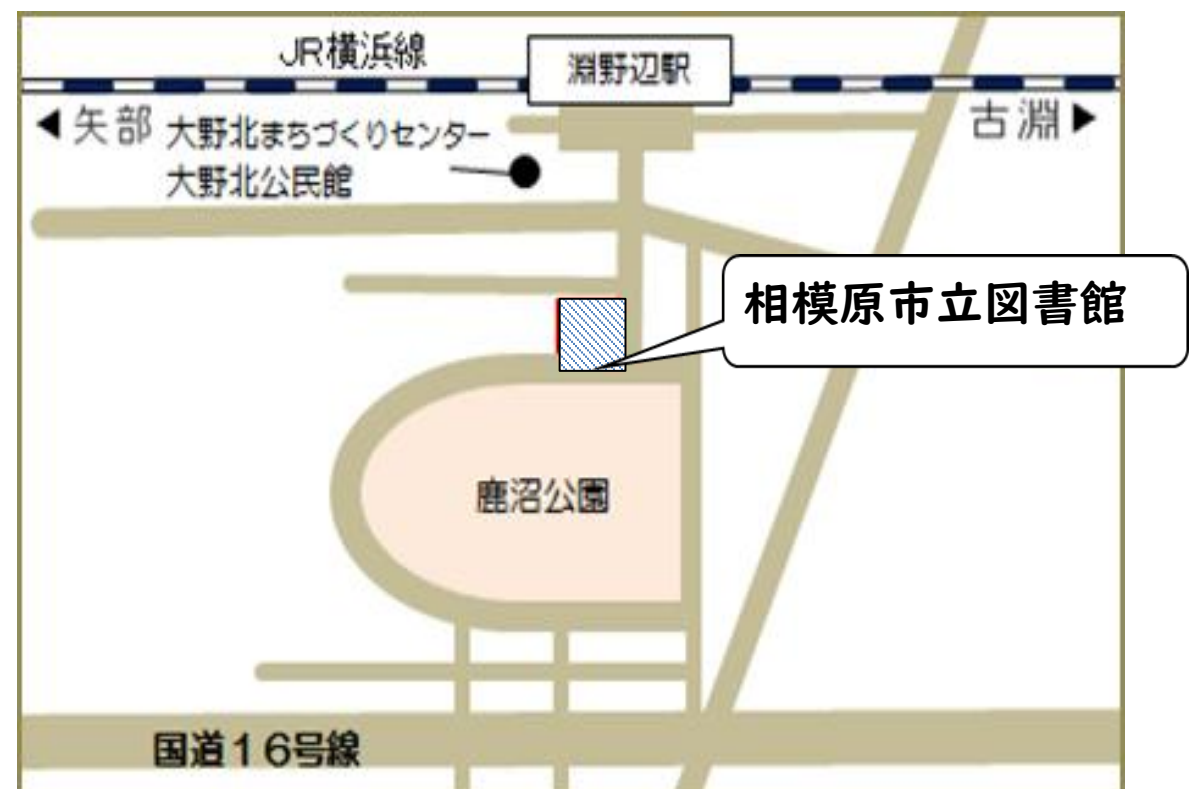 JR横浜線
淵野辺駅
◀矢部
古淵▶
大野北まちづくりセンター
大野北公民館
相模原市立図書館
鹿沼公園
国道16号線